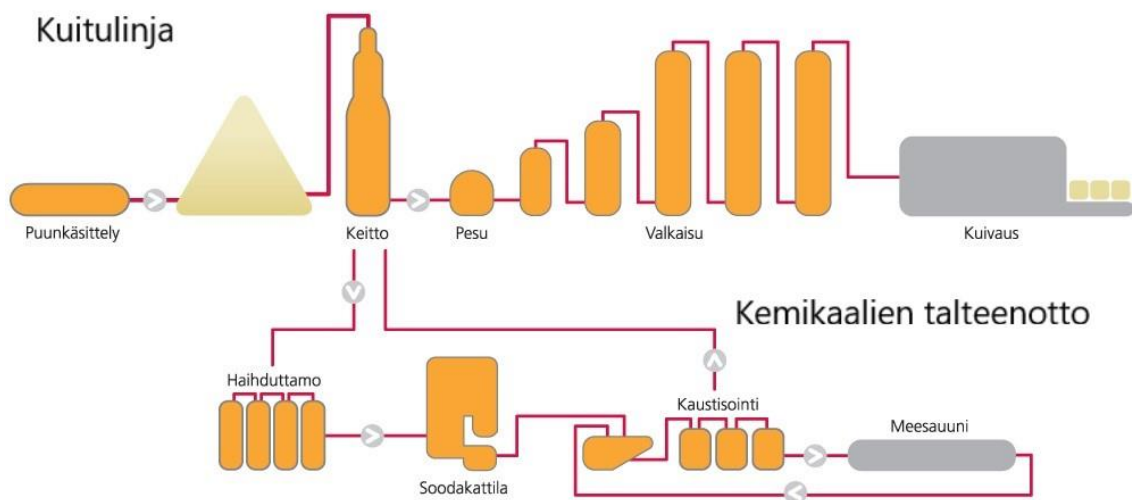 Kuitulinja
Puunkäsittely
Keitto
Pesu
Valkaisu
Kuivaus
Kemikaalien talteenotto
Haihduttamo
Kaustisointi
Meesauuni
Soodakattila